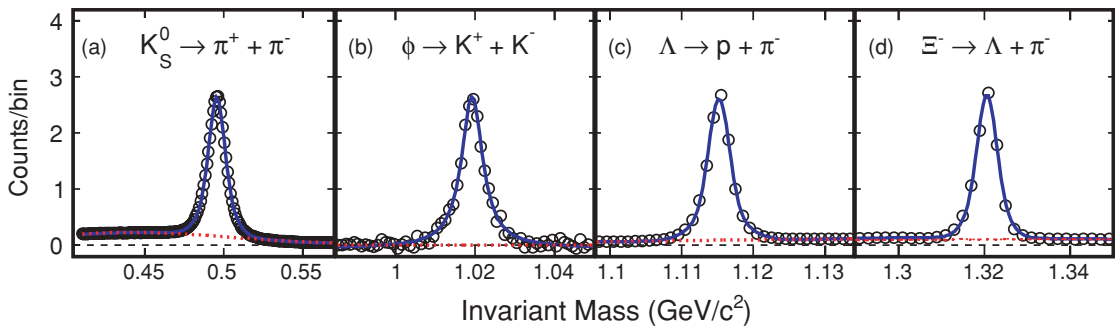 Counts/bin
4
3
2
1
0
(a) K⁰_S → π⁺ + π⁻
(b) ϕ → K⁺ + K⁻
(c) Λ → p + π⁻
(d) Ξ⁻ → Λ + π⁻
0.45 0.5 0.55
1 1.02 1.04
1.1 1.11 1.12 1.13
1.3 1.32 1.34
Invariant Mass (GeV/c²)